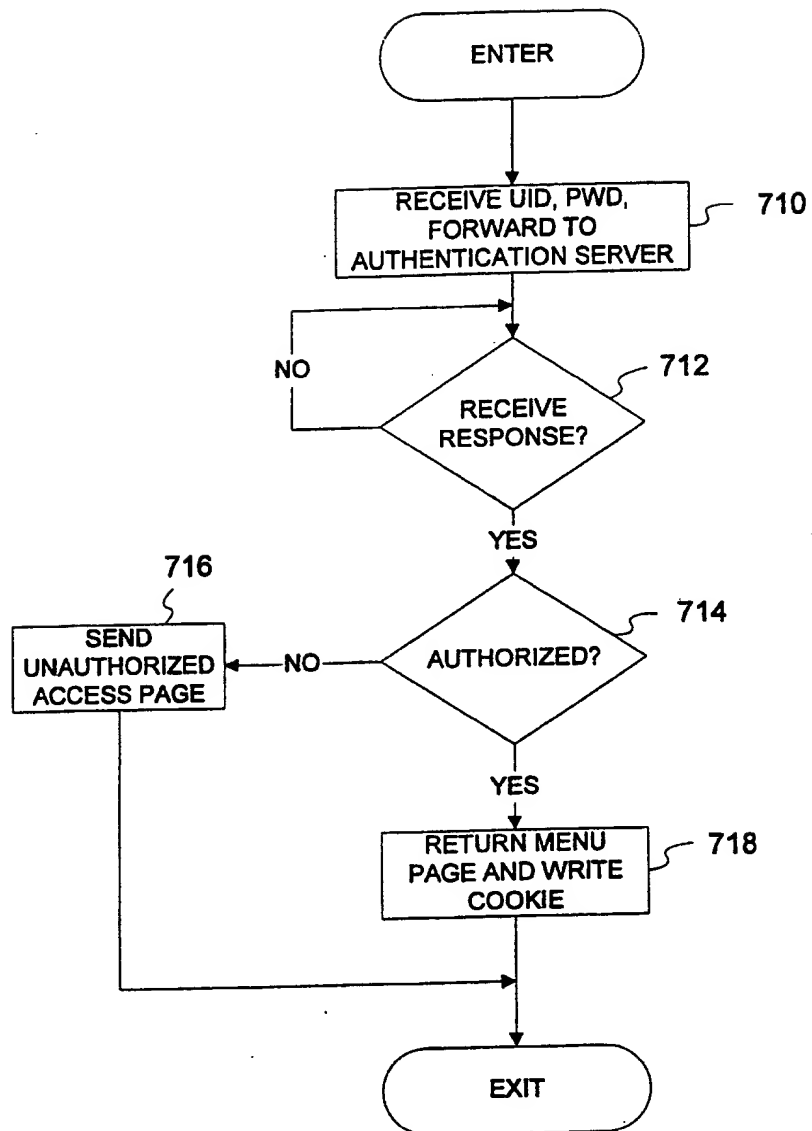 ENTER
RECEIVE UID, PWD,
FORWARD TO
AUTHENTICATION SERVER
710
NO
712
RECEIVE
RESPONSE?
YES
716
SEND
UNAUTHORIZED
ACCESS PAGE
NO
714
AUTHORIZED?
YES
RETURN MENU
PAGE AND WRITE
COOKIE
718
EXIT